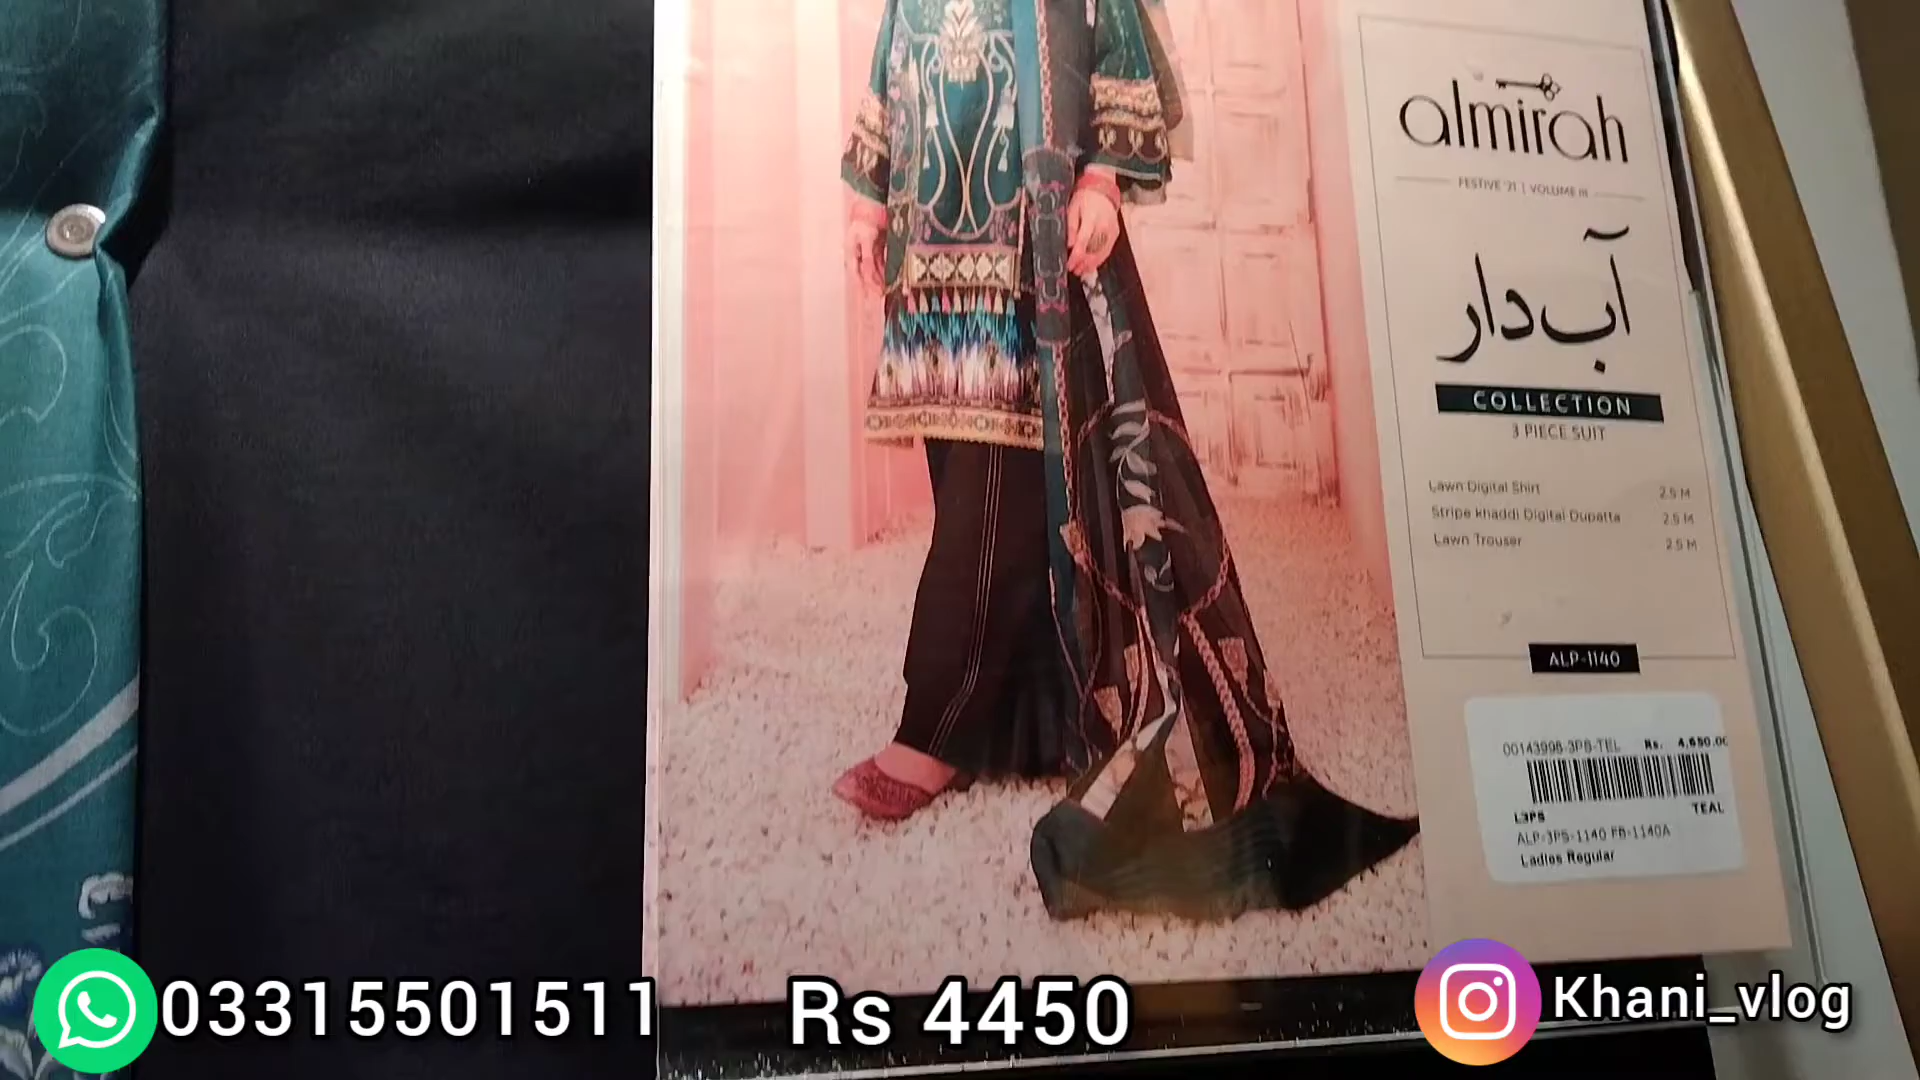 almirah
FESTIVE '21 | VOLUME III
آب دار
COLLECTION
3 PIECE SUIT
Lawn Digital Shirt 2.5 M
Stripe khaddi Digital Dupatta 2.5 M
Lawn Trouser 2.5 M
ALP-1140
00143998-3PS-TEL Rs. 4,650.00
L3PS TEAL
ALP-3PS-1140 FB-1140A
Ladies Regular
03315501511
Rs 4450
Khani_vlog